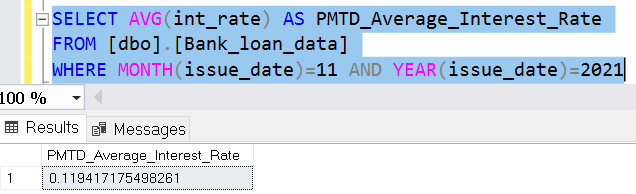 SELECT AVG(int_rate) AS PMTD_Average_Interest_Rate
FROM [dbo].[Bank_loan_data]
WHERE MONTH(issue_date)=11 AND YEAR(issue_date)=2021
100 %
Results Messages
PMTD_Average_Interest_Rate
1 0.119417175498261